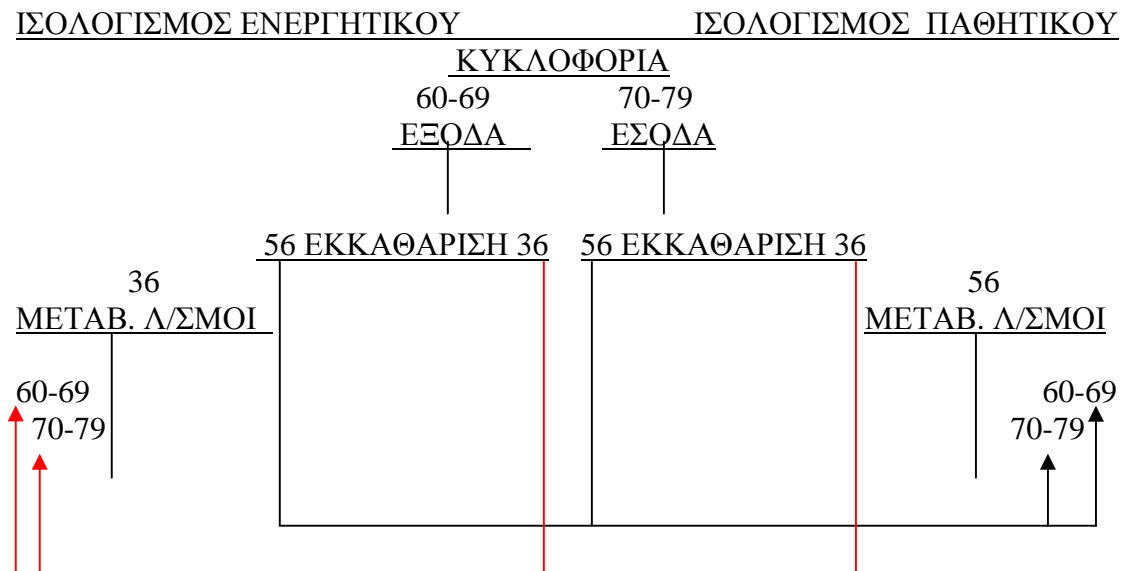 ΙΣΟΛΟΓΙΣΜΟΣ ΕΝΕΡΓΗΤΙΚΟΥ ΙΣΟΛΟΓΙΣΜΟΣ ΠΑΘΗΤΙΚΟΥ
ΚΥΚΛΟΦΟΡΙΑ
60-69 70-79
ΕΞΟΔΑ ΕΣΟΔΑ
56 ΕΚΚΑΘΑΡΙΣΗ 36 56 ΕΚΚΑΘΑΡΙΣΗ 36
36 56
ΜΕΤΑΒ. Λ/ΣΜΟΙ ΜΕΤΑΒ. Λ/ΣΜΟΙ
60-69 60-69
70-79 70-79